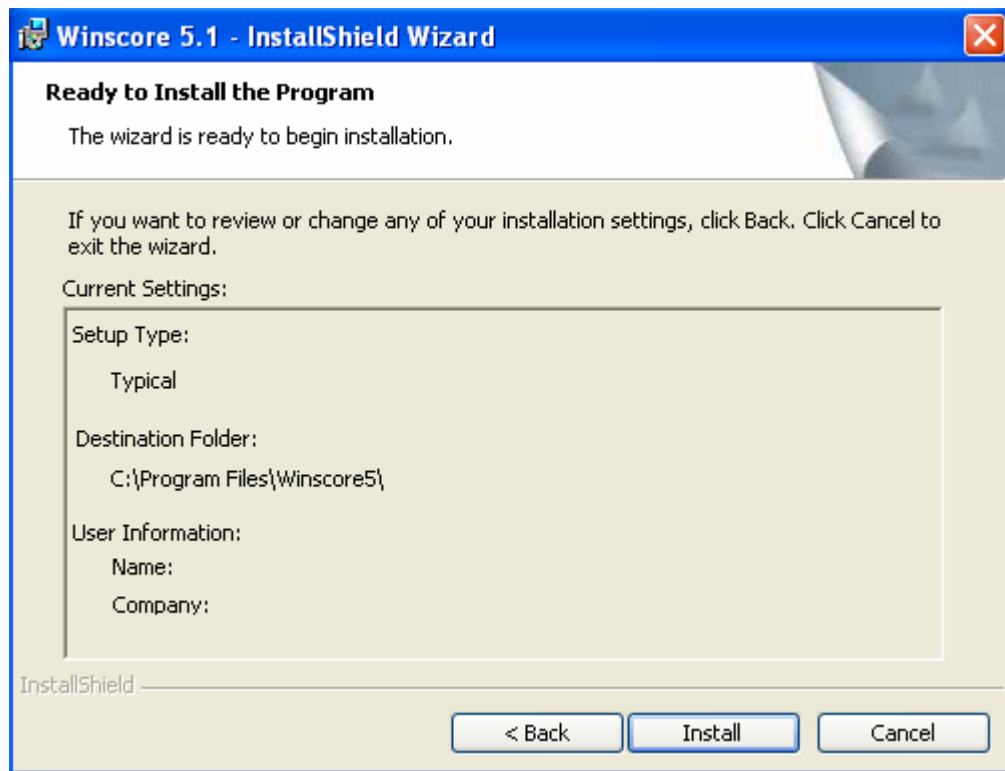 Winscore 5.1 - InstallShield Wizard
Ready to Install the Program
The wizard is ready to begin installation.
If you want to review or change any of your installation settings, click Back. Click Cancel to
exit the wizard.
Current Settings:
Setup Type:
Typical
Destination Folder:
C:\Program Files\Winscore5\
User Information:
Name:
Company:
InstallShield
< Back
Install
Cancel